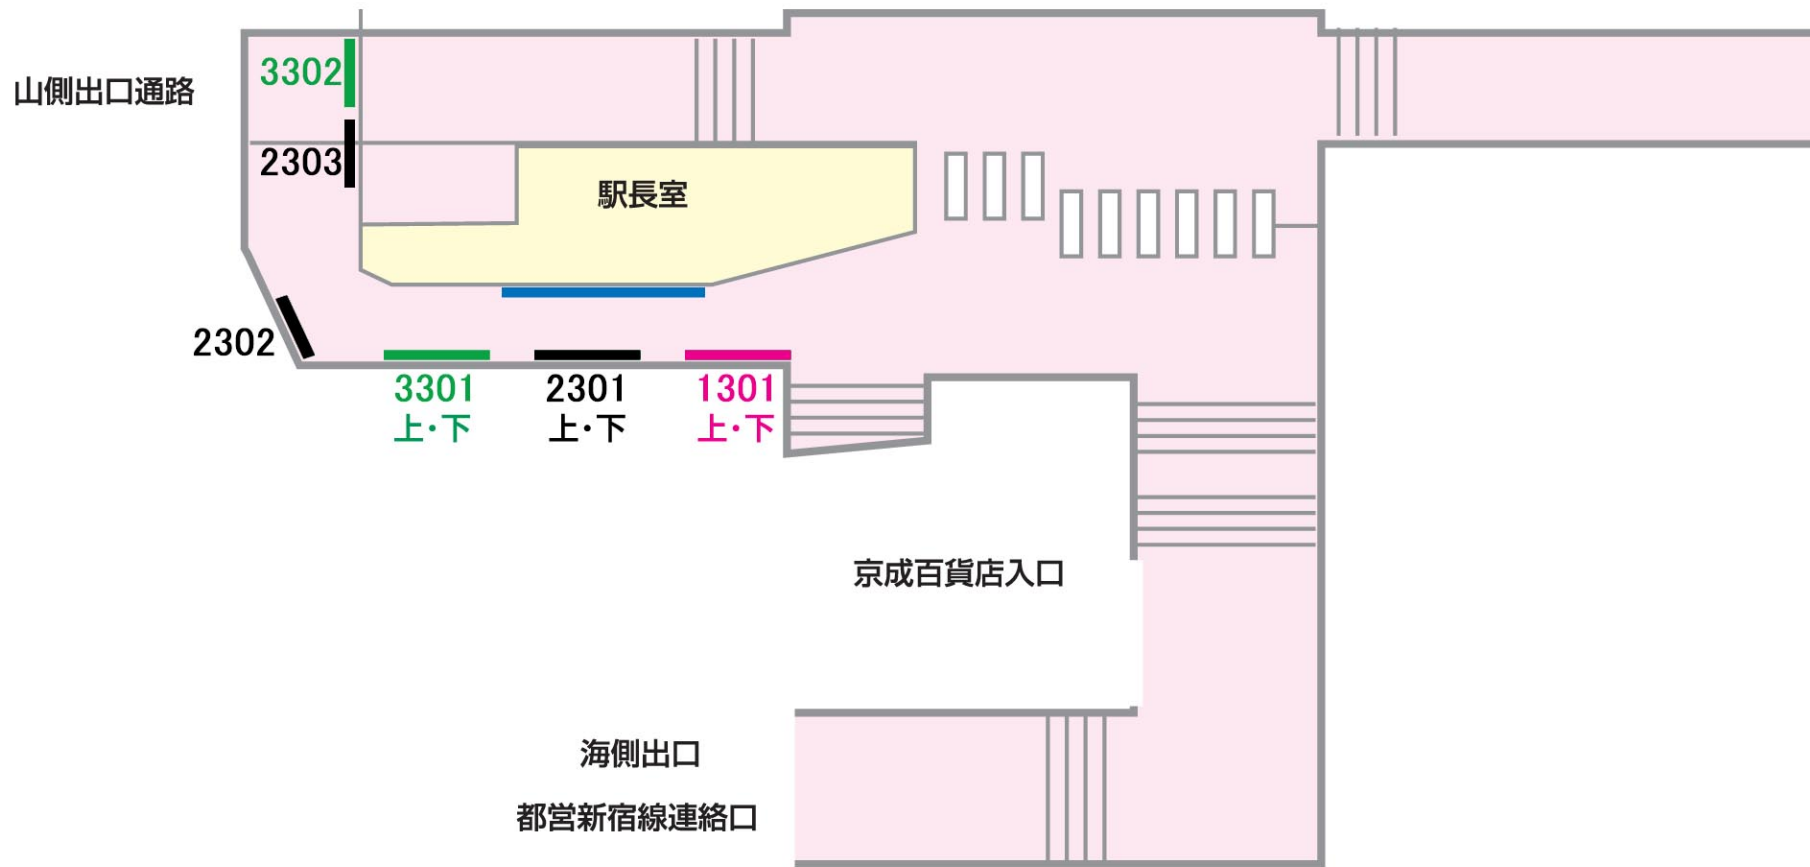 3302
山側出口通路
2303
駅長室
2302
3301
上・下
2301
上・下
1301
上・下
京成百貨店入口
海側出口
都営新宿線連絡口